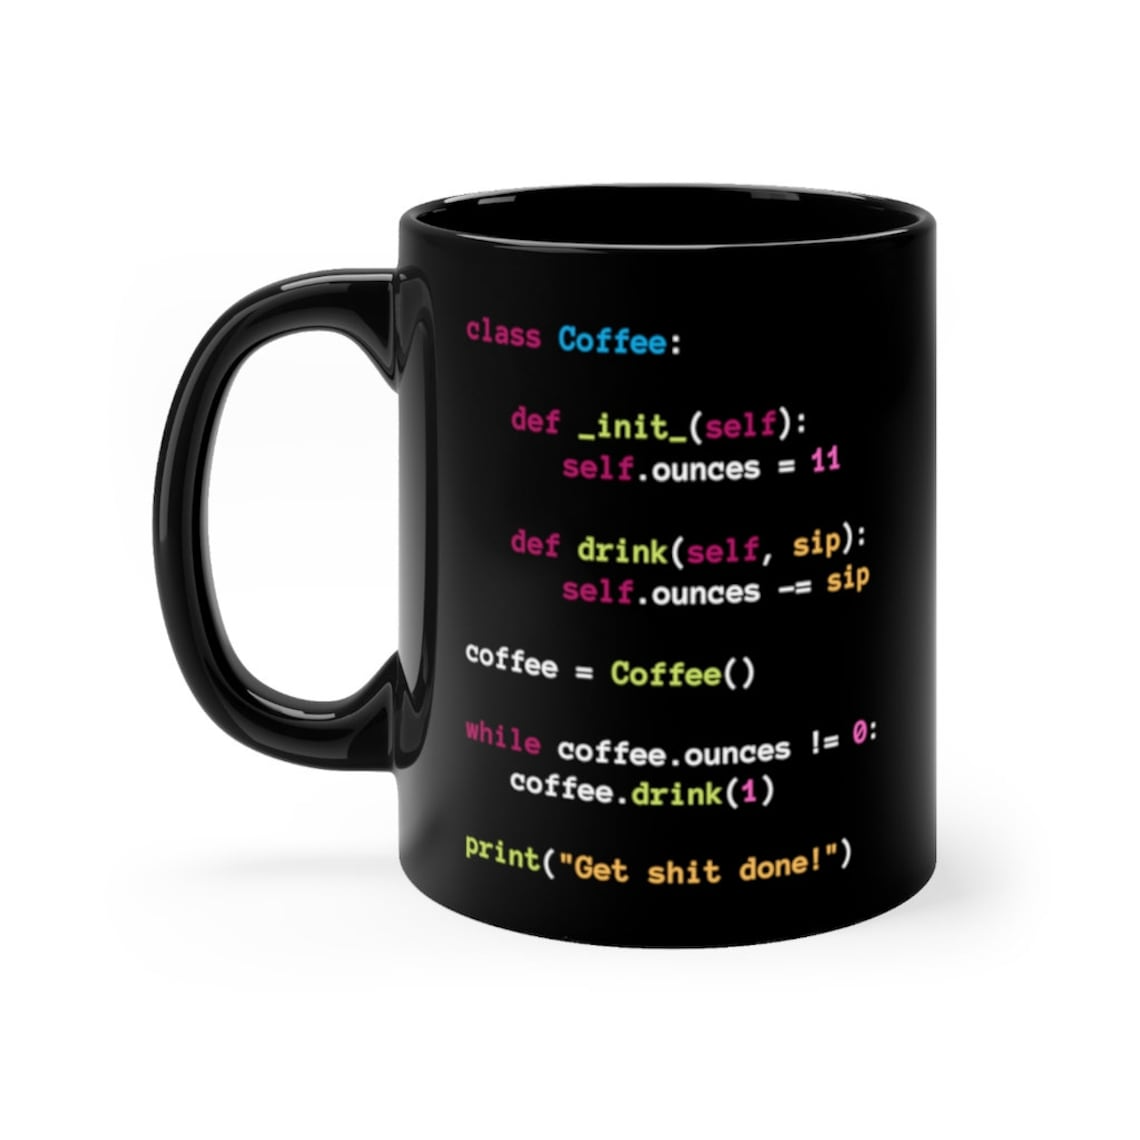 class Coffee:
def _init_(self):
self.ounces = 11
def drink(self, sip):
self.ounces -= sip
coffee = Coffee()
while coffee.ounces != 0:
coffee.drink(1)
print("Get shit done!")